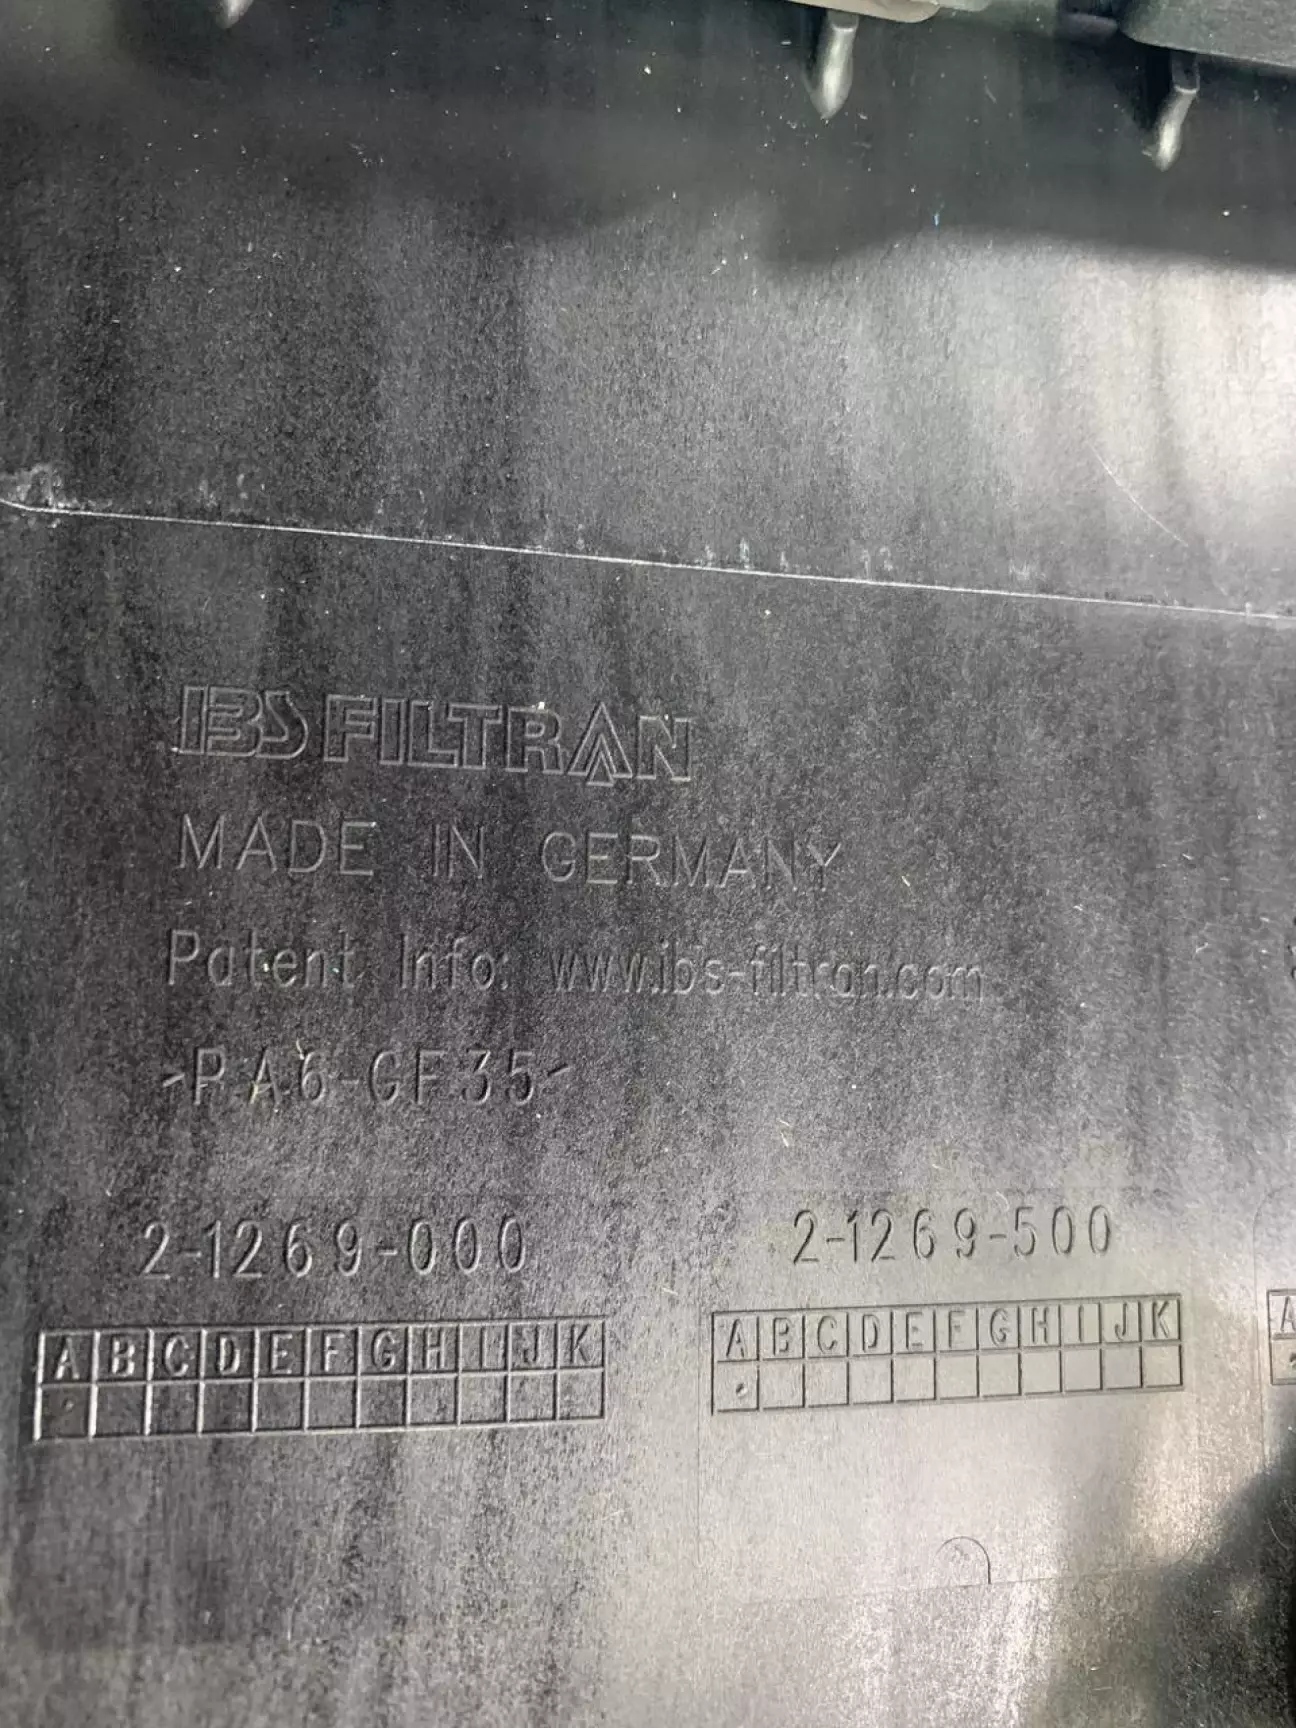 IBS FILTRAN
MADE IN GERMANY
Patent Info: www.ibs-filtran.com
>PA6-GF35<
2-1269-000
2-1269-500
A B C D E F G H I J K
A B C D E F G H I J K
A